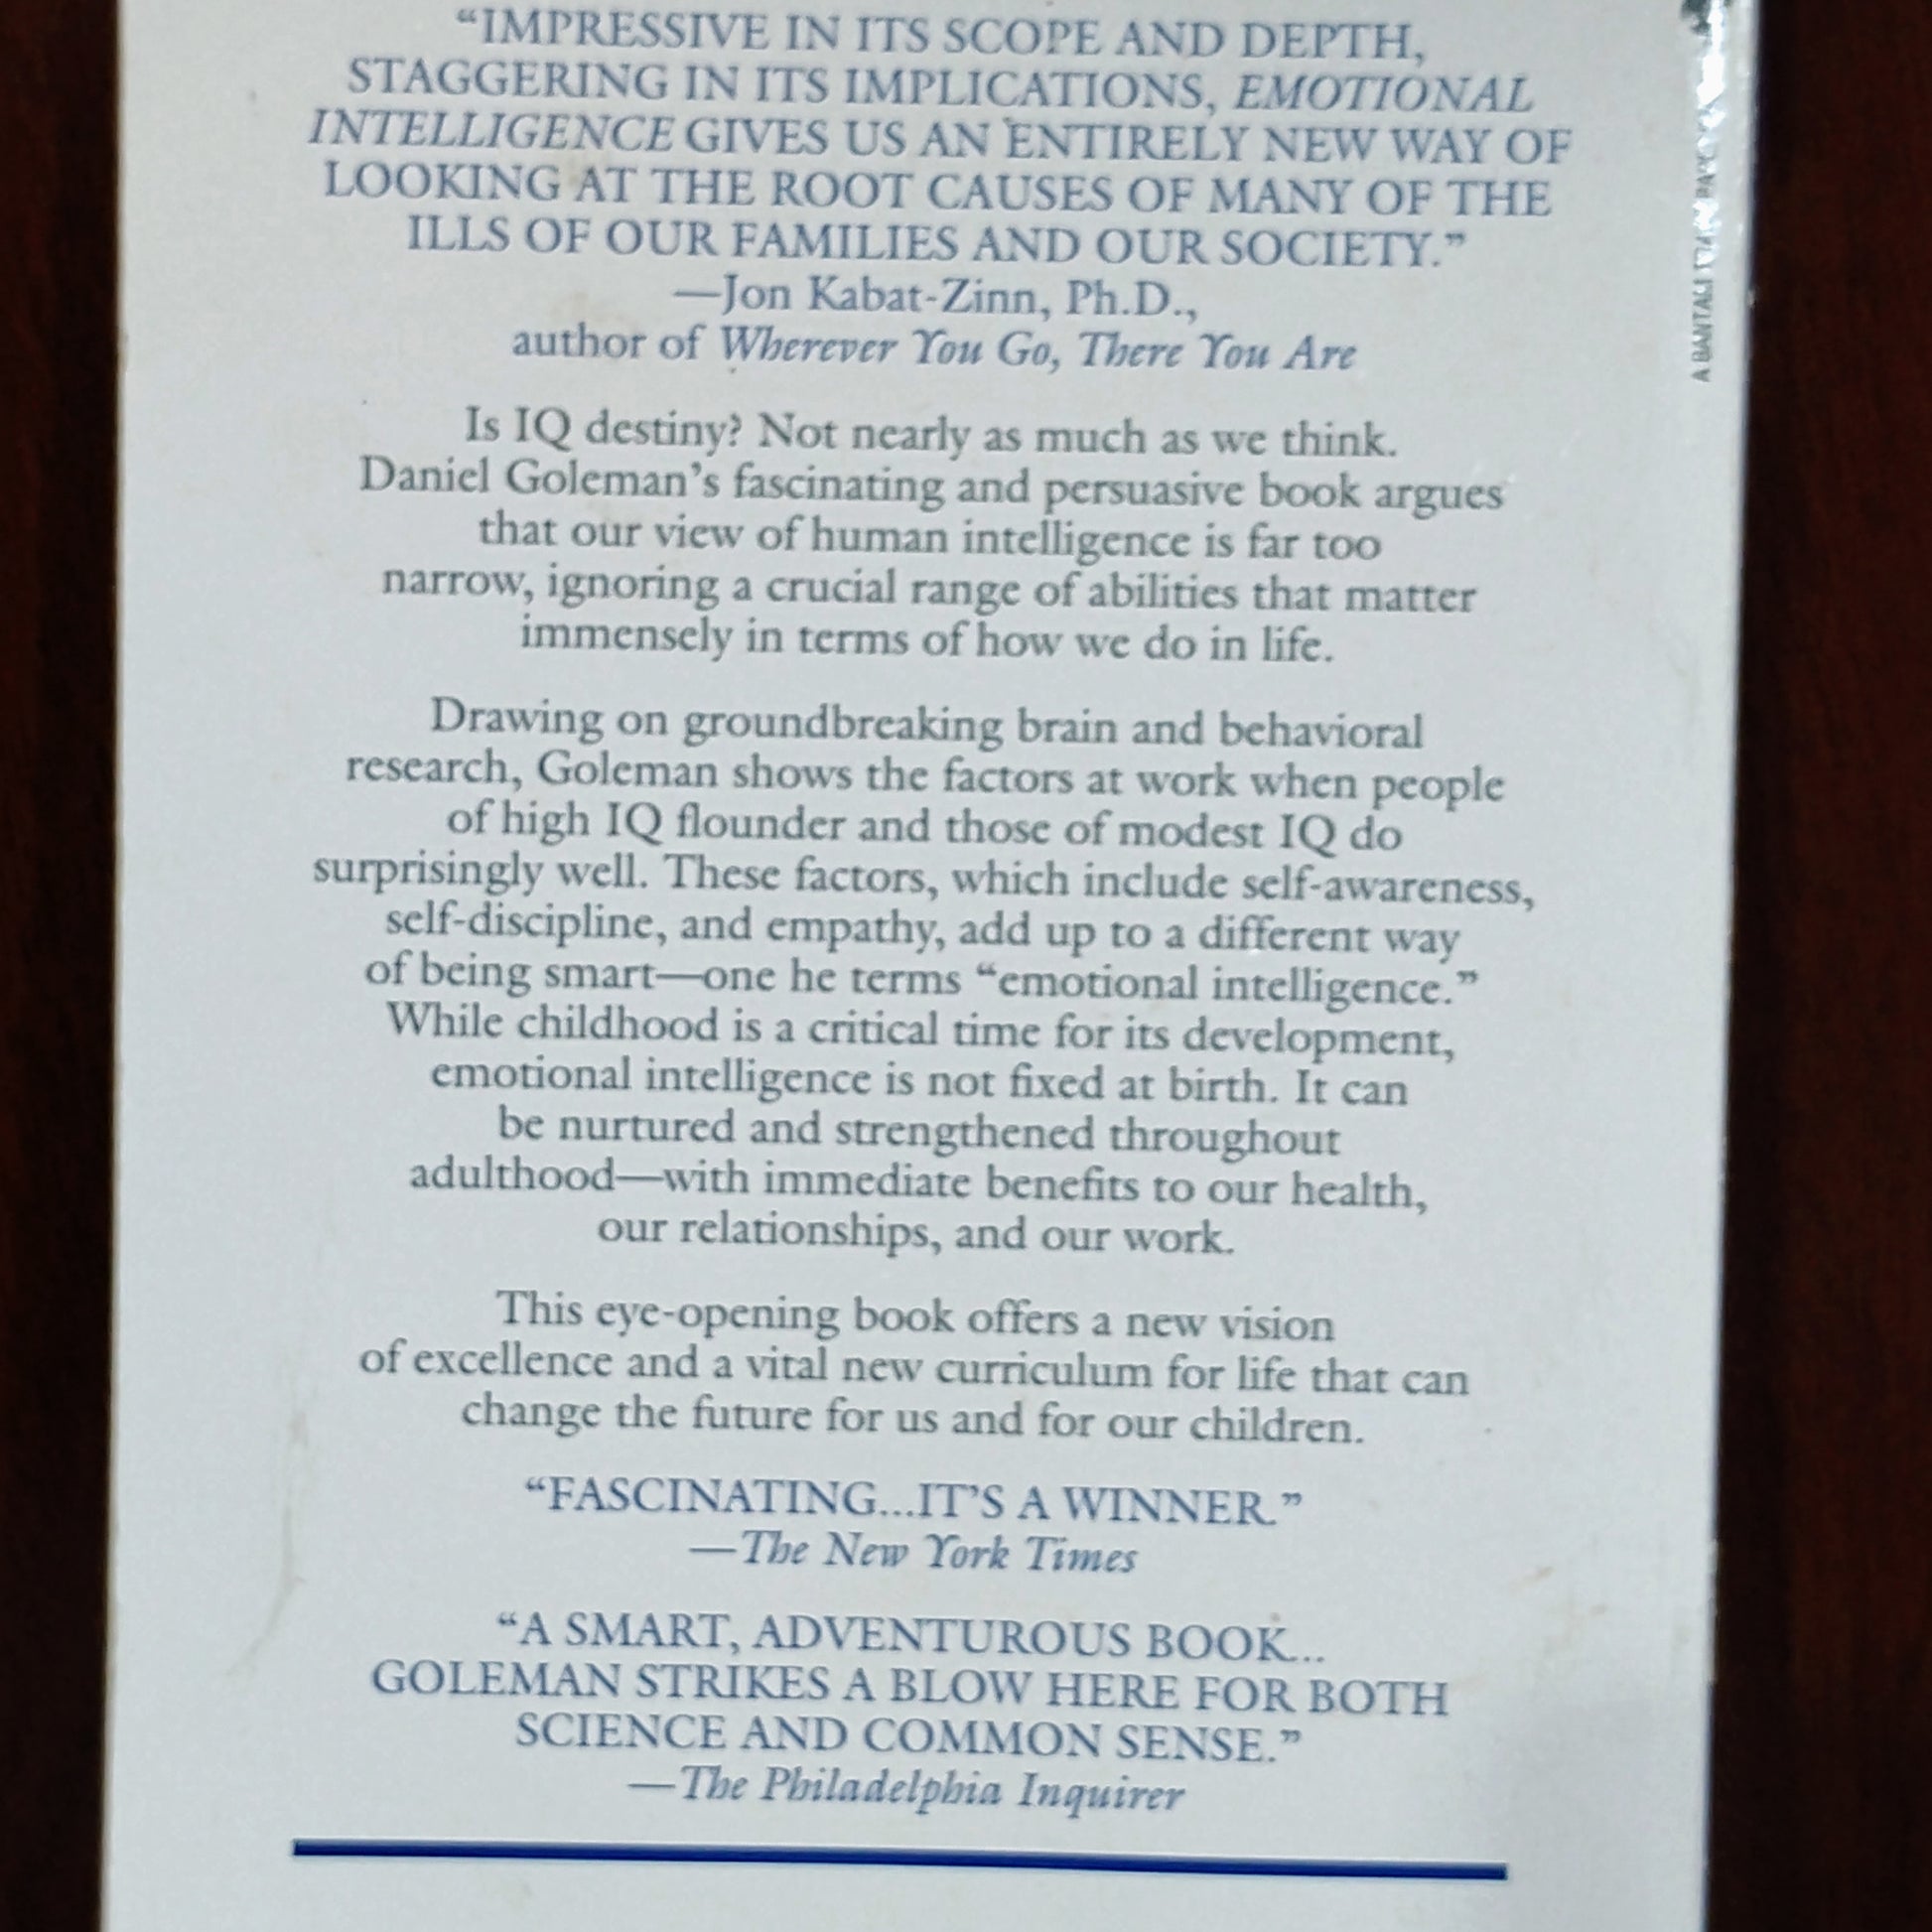 “IMPRESSIVE IN ITS SCOPE AND DEPTH,
STAGGERING IN ITS IMPLICATIONS, EMOTIONAL
INTELLIGENCE GIVES US AN ENTIRELY NEW WAY OF
LOOKING AT THE ROOT CAUSES OF MANY OF THE
ILLS OF OUR FAMILIES AND OUR SOCIETY.”
—Jon Kabat-Zinn, Ph.D.,
author of Wherever You Go, There You Are
Is IQ destiny? Not nearly as much as we think.
Daniel Goleman’s fascinating and persuasive book argues
that our view of human intelligence is far too
narrow, ignoring a crucial range of abilities that matter
immensely in terms of how we do in life.
Drawing on groundbreaking brain and behavioral
research, Goleman shows the factors at work when people
of high IQ flounder and those of modest IQ do
surprisingly well. These factors, which include self-awareness,
self-discipline, and empathy, add up to a different way
of being smart—one he terms “emotional intelligence.”
While childhood is a critical time for its development,
emotional intelligence is not fixed at birth. It can
be nurtured and strengthened throughout
adulthood—with immediate benefits to our health,
our relationships, and our work.
This eye-opening book offers a new vision
of excellence and a vital new curriculum for life that can
change the future for us and for our children.
“FASCINATING...IT’S A WINNER.”
—The New York Times
“A SMART, ADVENTUROUS BOOK...
GOLEMAN STRIKES A BLOW HERE FOR BOTH
SCIENCE AND COMMON SENSE.”
—The Philadelphia Inquirer
A